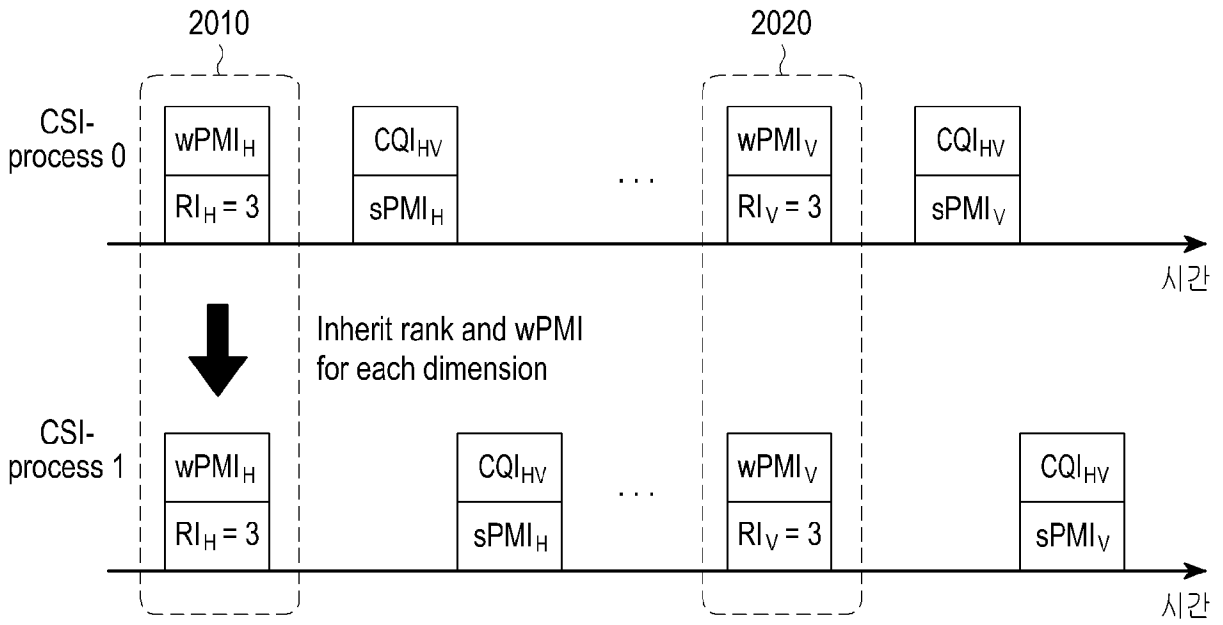 2010
2020
CSI-
process 0
wPMI_H
RI_H = 3
CQI_HV
sPMI_H
. . .
wPMI_V
RI_V = 3
CQI_HV
sPMI_V
시간
Inherit rank and wPMI
for each dimension
CSI-
process 1
wPMI_H
RI_H = 3
CQI_HV
sPMI_H
. . .
wPMI_V
RI_V = 3
CQI_HV
sPMI_V
시간